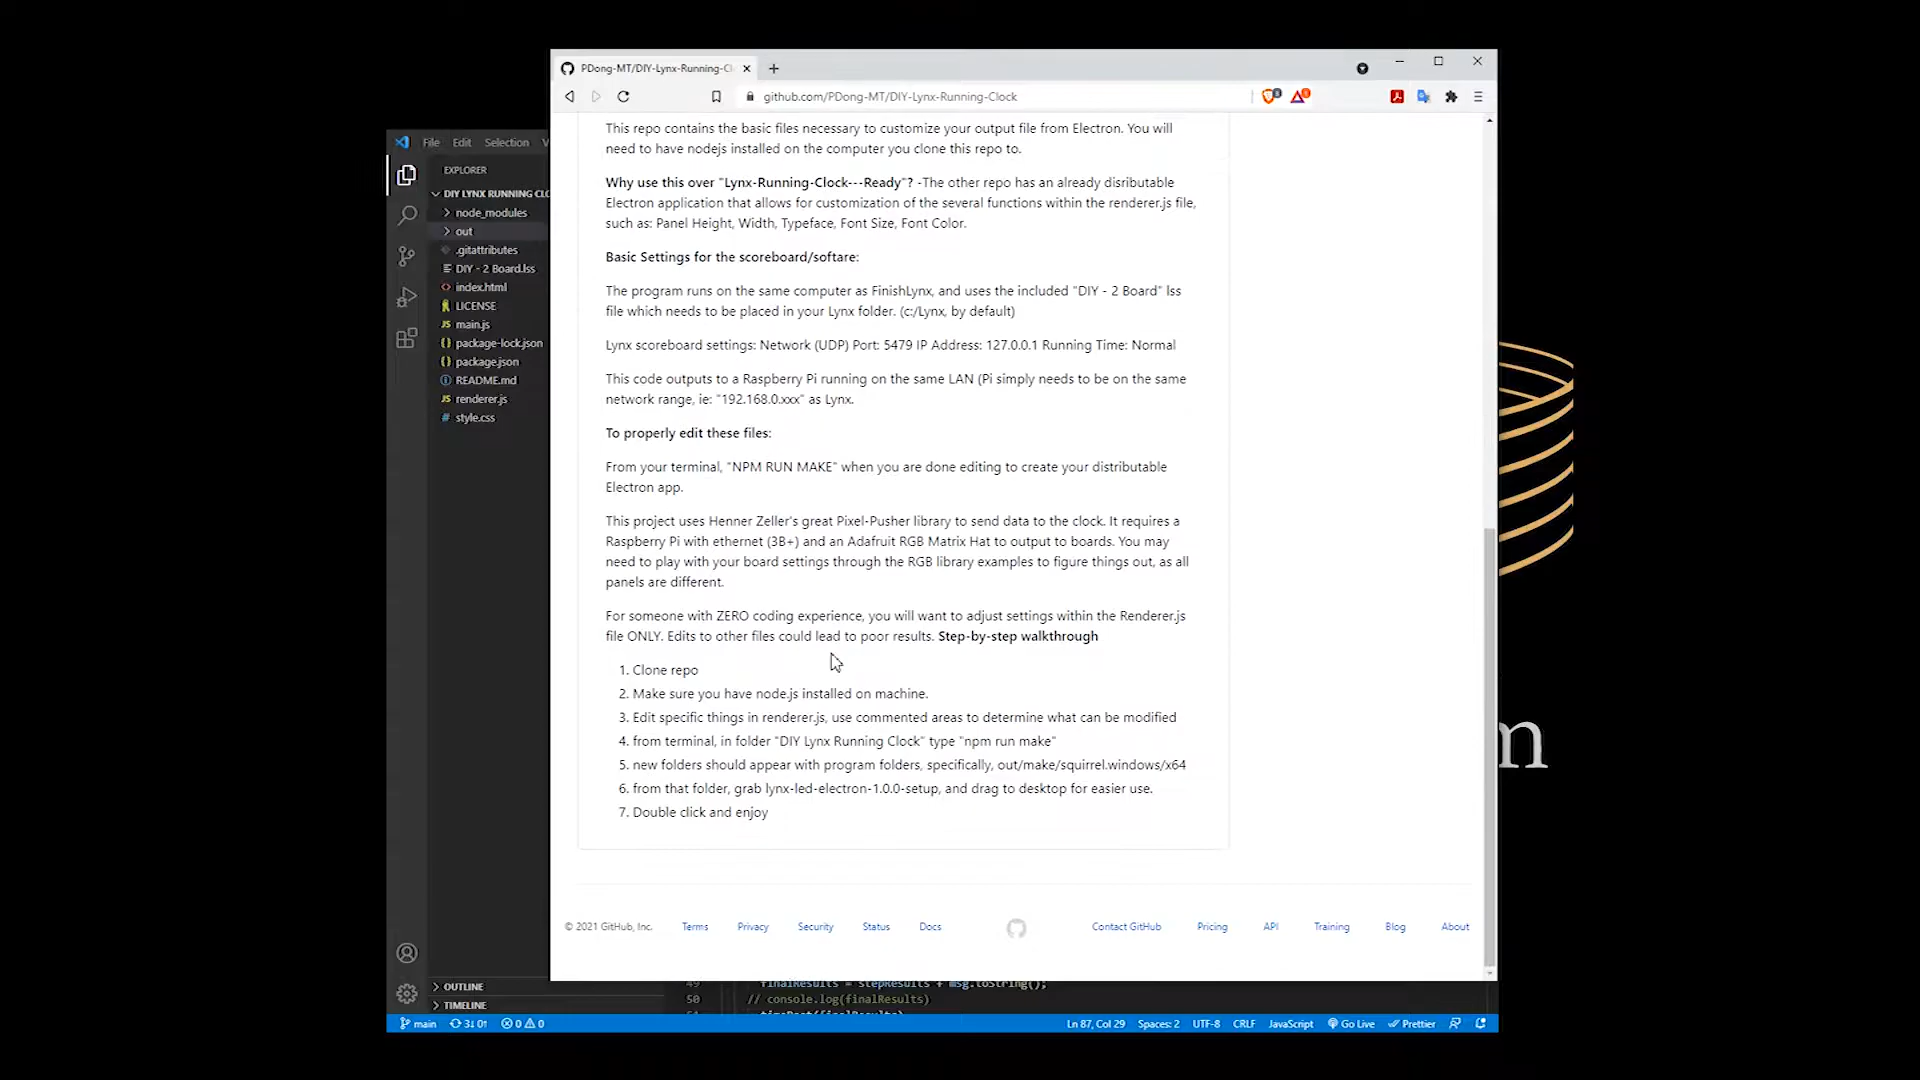 PDong-MT/DIY-Lynx-Running-Cl
github.com/PDong-MT/DIY-Lynx-Running-Clock
File Edit Selection V
EXPLORER
DIY LYNX RUNNING CLO
node_modules
out
.gitattributes
DIY - 2 Board.lss
index.html
LICENSE
JS main.js
{} package-lock.json
{} package.json
README.md
JS renderer.js
# style.css
OUTLINE
TIMELINE
This repo contains the basic files necessary to customize your output file from Electron. You will
need to have nodejs installed on the computer you clone this repo to.
Why use this over "Lynx-Running-Clock---Ready"? -The other repo has an already disributable
Electron application that allows for customization of the several functions within the renderer.js file,
such as: Panel Height, Width, Typeface, Font Size, Font Color.
Basic Settings for the scoreboard/softare:
The program runs on the same computer as FinishLynx, and uses the included "DIY - 2 Board" lss
file which needs to be placed in your Lynx folder. (c:/Lynx, by default)
Lynx scoreboard settings: Network (UDP) Port: 5479 IP Address: 127.0.0.1 Running Time: Normal
This code outputs to a Raspberry Pi running on the same LAN (Pi simply needs to be on the same
network range, ie: "192.168.0.xxx" as Lynx.
To properly edit these files:
From your terminal, "NPM RUN MAKE" when you are done editing to create your distributable
Electron app.
This project uses Henner Zeller's great Pixel-Pusher library to send data to the clock. It requires a
Raspberry Pi with ethernet (3B+) and an Adafruit RGB Matrix Hat to output to boards. You may
need to play with your board settings through the RGB library examples to figure things out, as all
panels are different.
For someone with ZERO coding experience, you will want to adjust settings within the Renderer.js
file ONLY. Edits to other files could lead to poor results. Step-by-step walkthrough
1. Clone repo
2. Make sure you have node.js installed on machine.
3. Edit specific things in renderer.js, use commented areas to determine what can be modified
4. from terminal, in folder "DIY Lynx Running Clock" type "npm run make"
5. new folders should appear with program folders, specifically, out/make/squirrel.windows/x64
6. from that folder, grab lynx-led-electron-1.0.0-setup, and drag to desktop for easier use.
7. Double click and enjoy
© 2021 GitHub, Inc. Terms Privacy Security Status Docs Contact GitHub Pricing API Training Blog About
m
49 finalResults = stepResults + msg.toString();
50 // console.log(finalResults)
main 3↓ 0↑ 0 0 Ln 87, Col 29 Spaces: 2 UTF-8 CRLF JavaScript Go Live Prettier